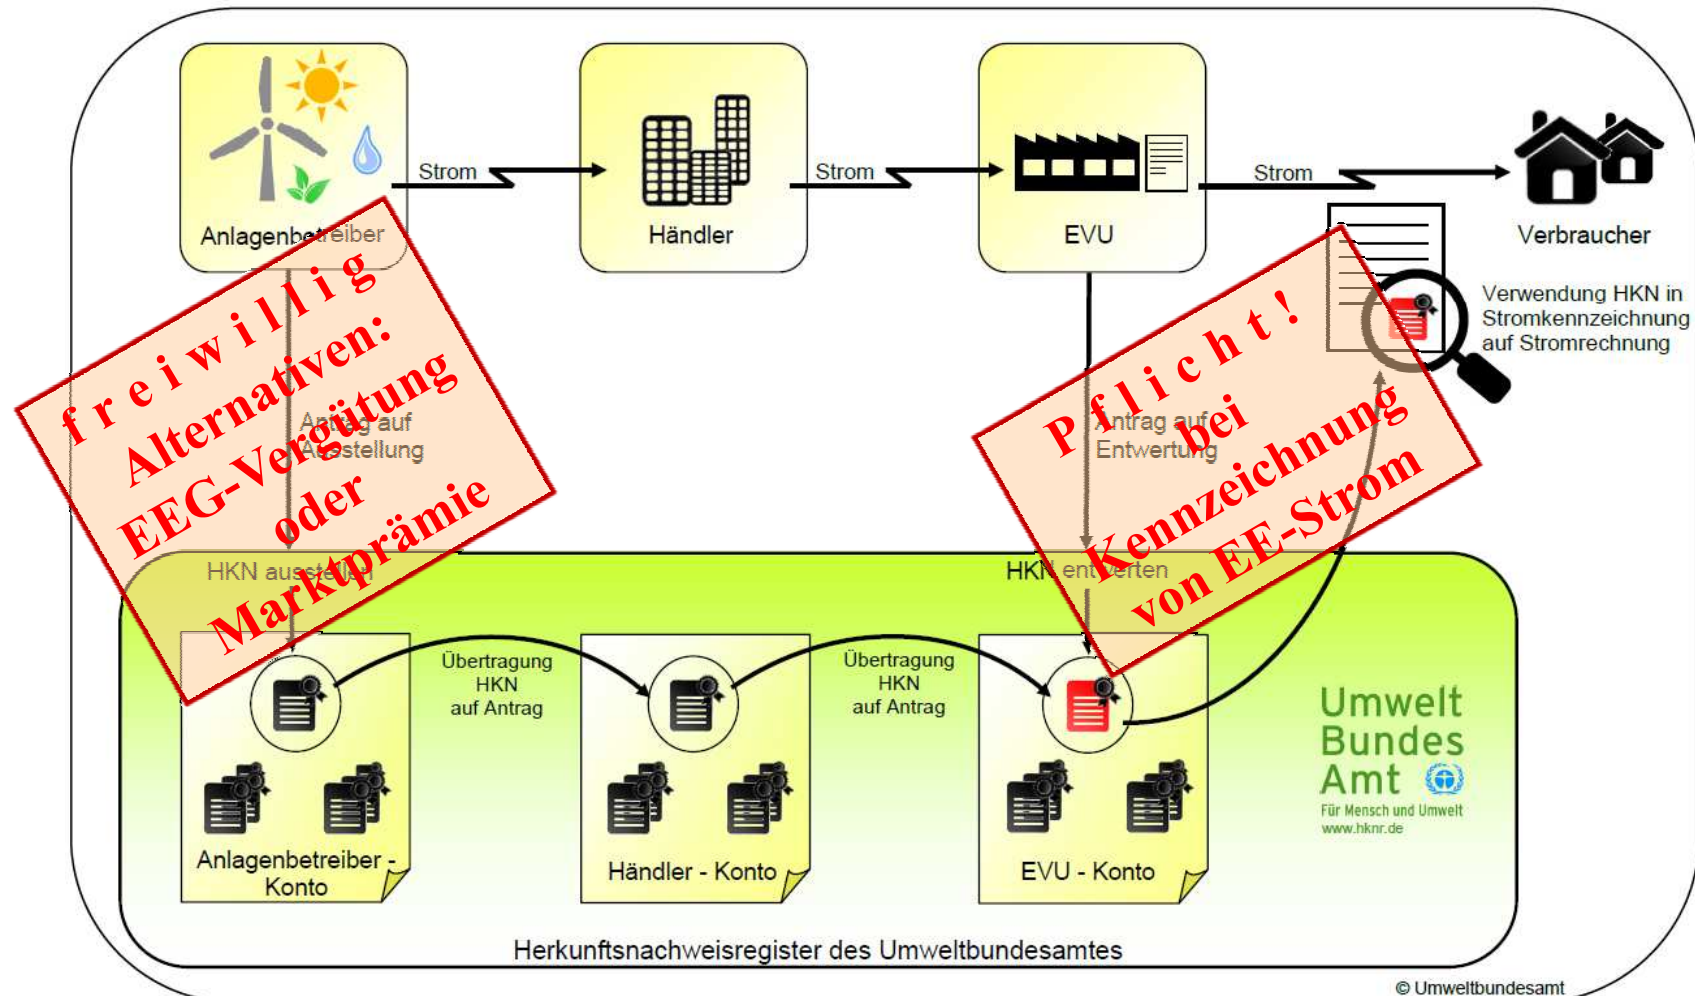 Strom
Strom
Strom
Anlagenbetreiber
Händler
EVU
Verbraucher
Verwendung HKN in
Stromkennzeichnung
auf Stromrechnung
f r e i w i l l i g
Alternativen:
EEG-Vergütung
oder
Marktprämie
Antrag auf
Ausstellung
P f l i c h t !
bei
Kennzeichnung
von EE-Strom
Antrag auf
Entwertung
HKN ausstellen
HKN entwerten
Übertragung
HKN
auf Antrag
Übertragung
HKN
auf Antrag
Umwelt
Bundes
Amt
Für Mensch und Umwelt
www.hknr.de
Anlagenbetreiber -
Konto
Händler - Konto
EVU - Konto
Herkunftsnachweisregister des Umweltbundesamtes
© Umweltbundesamt